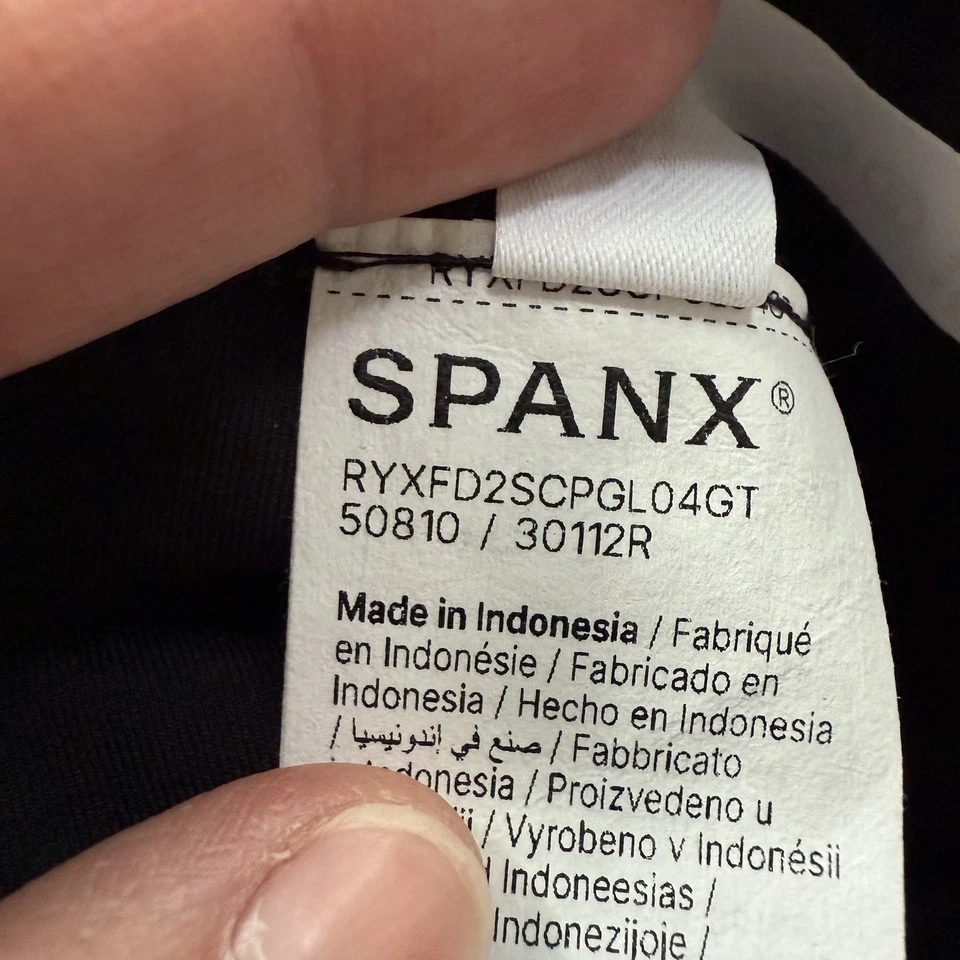 SPANX®
RYXFD2SCPGL04GT
50810 / 30112R
Made in Indonesia / Fabriqué
en Indonésie / Fabricado en
Indonesia / Hecho en Indonesia
/ صنع في إندونيسيا / Fabbricato
/ Proizvedeno u
/ Vyrobeno v Indonésii
Indoneesias /
Indonezijoje /